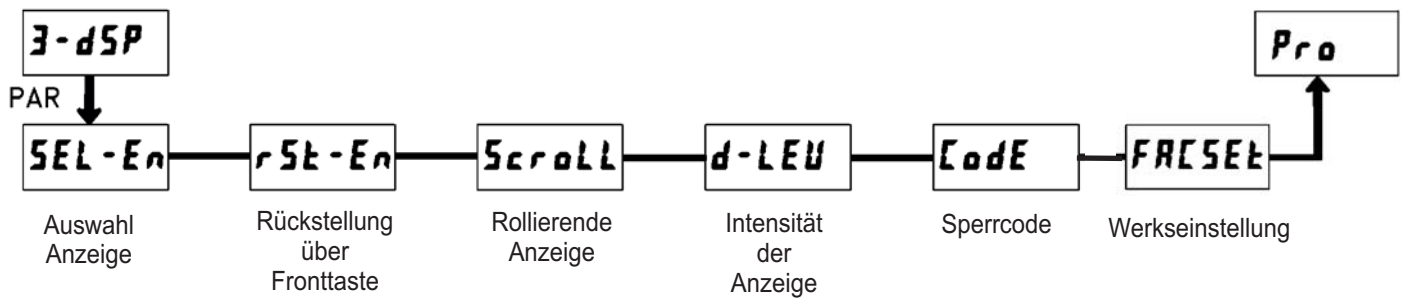 3-dSP
Pro
PAR
SEL-En
rSt-En
ScroLL
d-LEV
CodE
FACSEt
Auswahl
Anzeige
Rückstellung
über
Fronttaste
Rollierende
Anzeige
Intensität
der
Anzeige
Sperrcode
Werkseinstellung